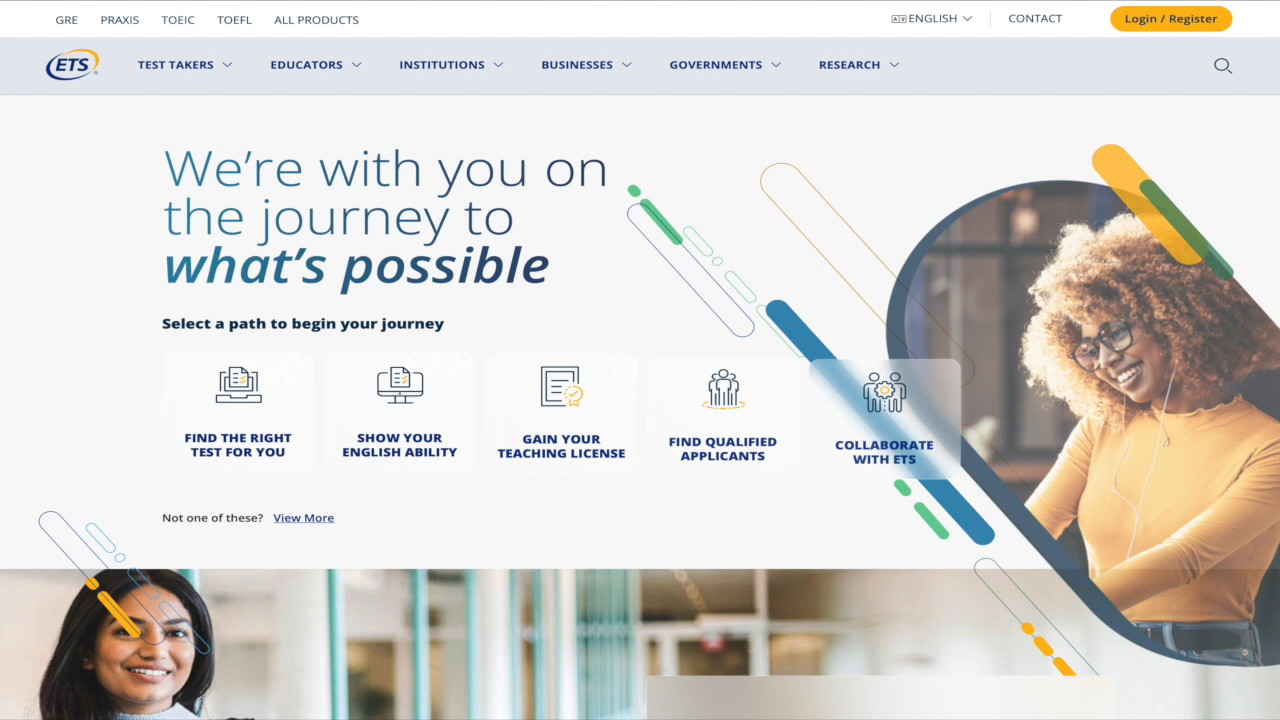 GRE PRAXIS TOEIC TOEFL ALL PRODUCTS ENGLISH CONTACT Login / Register
ETS TEST TAKERS EDUCATORS INSTITUTIONS BUSINESSES GOVERNMENTS RESEARCH
We're with you on
the journey to
what's possible
Select a path to begin your journey
FIND THE RIGHT
TEST FOR YOU
SHOW YOUR
ENGLISH ABILITY
GAIN YOUR
TEACHING LICENSE
FIND QUALIFIED
APPLICANTS
COLLABORATE
WITH ETS
Not one of these? View More